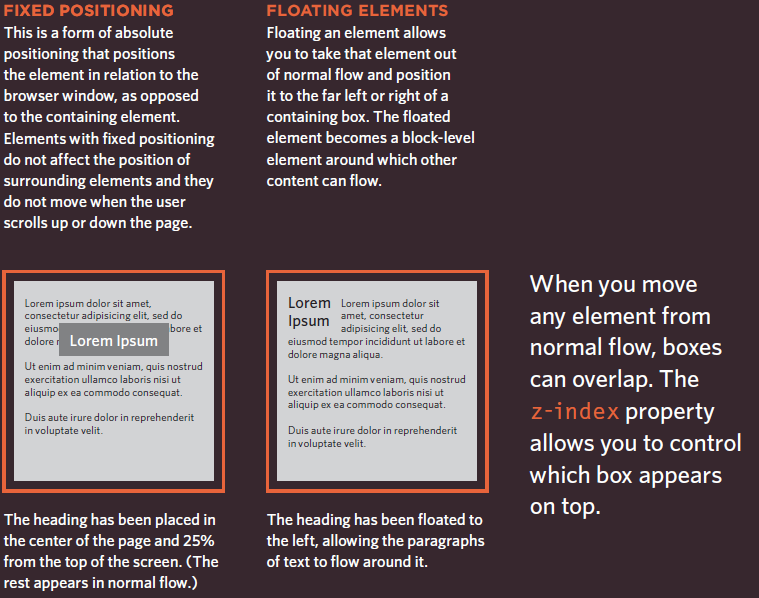 FIXED POSITIONING
This is a form of absolute
positioning that positions
the element in relation to the
browser window, as opposed
to the containing element.
Elements with fixed positioning
do not affect the position of
surrounding elements and they
do not move when the user
scrolls up or down the page.
FLOATING ELEMENTS
Floating an element allows
you to take that element out
of normal flow and position
it to the far left or right of a
containing box. The floated
element becomes a block-level
element around which other
content can flow.
Lorem ipsum dolor sit amet,
consectetur adipisicing elit, sed do
eiusmo bore et
dolore
Lorem Ipsum
Ut enim ad minim veniam, quis nostrud
exercitation ullamco laboris nisi ut
aliquip ex ea commodo consequat.
Duis aute irure dolor in reprehenderit
in voluptate velit.
The heading has been placed in
the center of the page and 25%
from the top of the screen. (The
rest appears in normal flow.)
Lorem
Ipsum
Lorem ipsum dolor sit
amet, consectetur
adipisicing elit, sed do
eiusmod tempor incididunt ut labore et
dolore magna aliqua.
Ut enim ad minim veniam, quis nostrud
exercitation ullamco laboris nisi ut
aliquip ex ea commodo consequat.
Duis aute irure dolor in reprehenderit
in voluptate velit.
The heading has been floated to
the left, allowing the paragraphs
of text to flow around it.
When you move
any element from
normal flow, boxes
can overlap. The
z-index property
allows you to control
which box appears
on top.